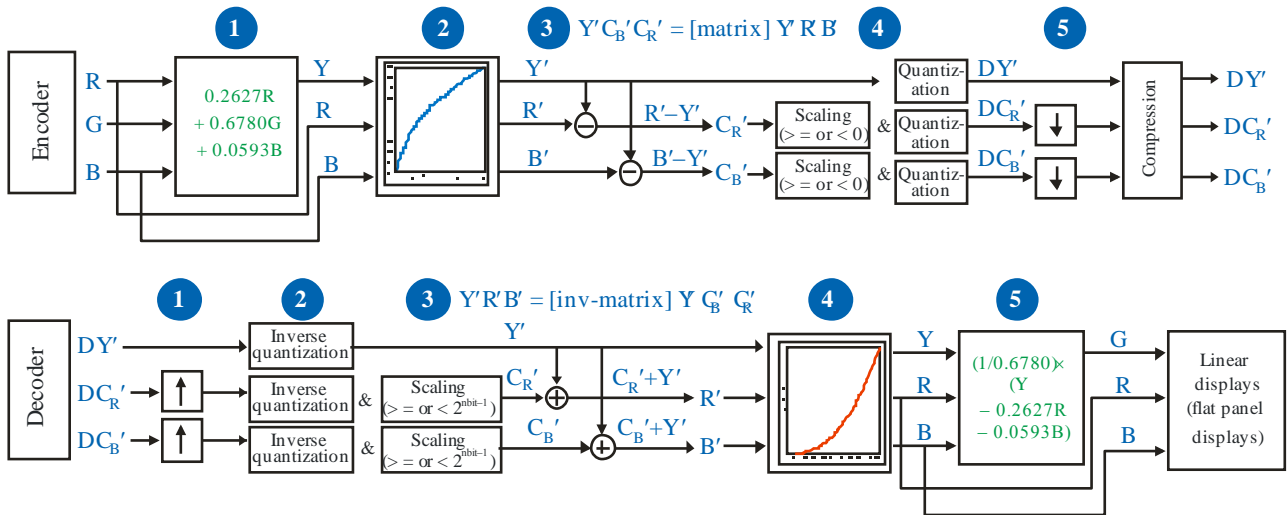 1
2
3
Y′C_B′C_R′ = [matrix] Y′ R′ B′
4
5
Encoder
R
G
B
0.2627R
+ 0.6780G
+ 0.0593B
Y
R
B
Y′
R′
B′
−
−
R′−Y′
B′−Y′
C_R′
C_B′
Scaling
(> = or < 0)
Scaling
(> = or < 0)
&
&
Quantiz-
ation
Quantiz-
ation
Quantiz-
ation
DY′
DC_R′
DC_B′
↓
↓
Compression
DY′
DC_R′
DC_B′
1
2
3
Y′R′B′ = [inv-matrix] Y′ C_B′ C_R′
4
5
Decoder
DY′
DC_R′
DC_B′
↑
↑
Inverse
quantization
Inverse
quantization
Inverse
quantization
&
&
Scaling
(> = or < 2^nbit−1)
Scaling
(> = or < 2^nbit−1)
Y′
C_R′
C_B′
+
+
C_R′+Y′
C_B′+Y′
R′
B′
Y
R
B
(1/0.6780)×
(Y
− 0.2627R
− 0.0593B)
G
R
B
Linear
displays
(flat panel
displays)